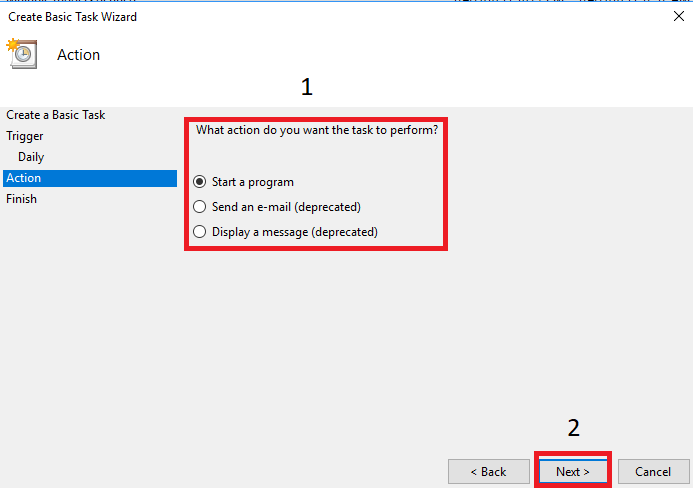 Create Basic Task Wizard
Action
1
Create a Basic Task
What action do you want the task to perform?
Trigger
Daily
Action
Start a program
Finish
Send an e-mail (deprecated)
Display a message (deprecated)
2
< Back
Next >
Cancel